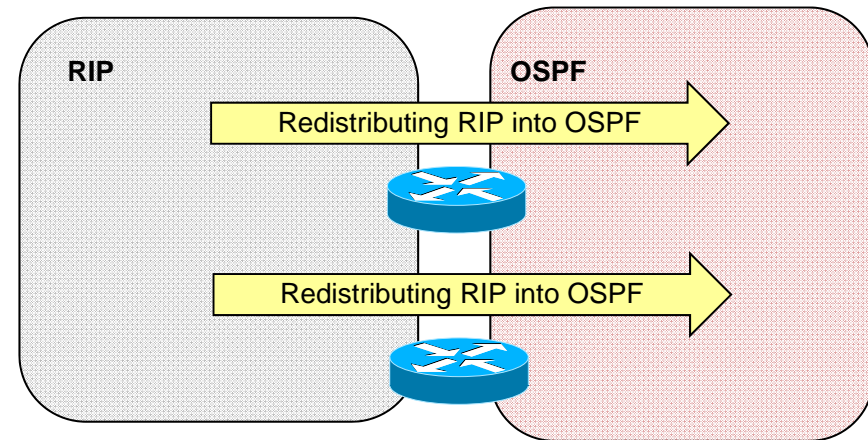 RIP
OSPF
Redistributing RIP into OSPF
Redistributing RIP into OSPF